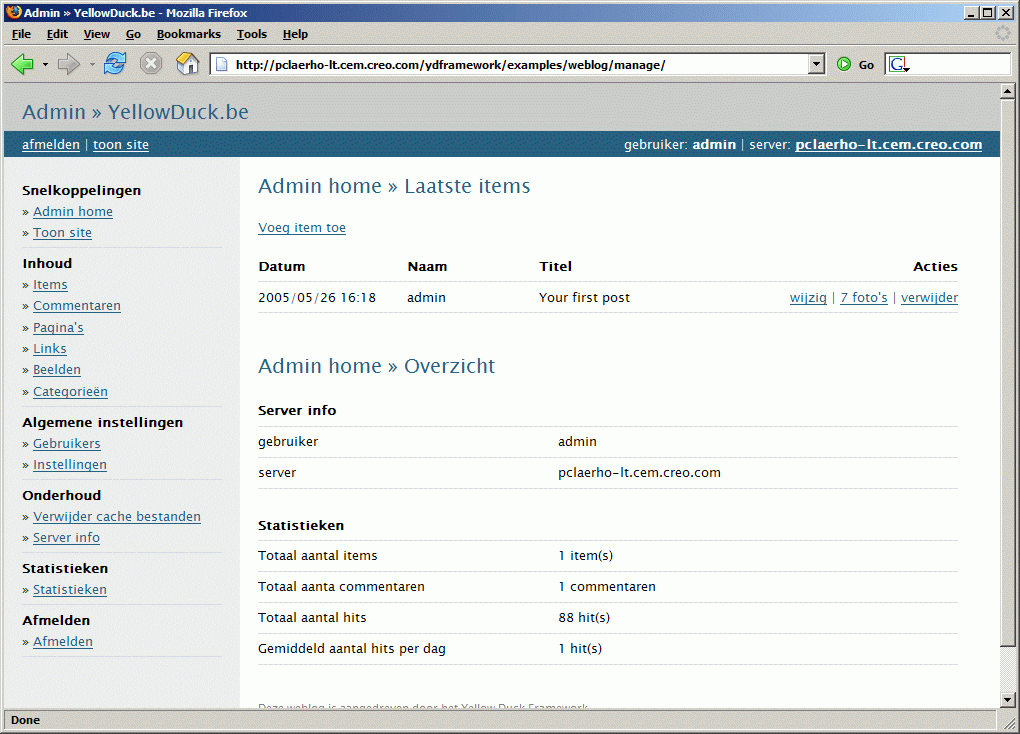 Admin » YellowDuck.be - Mozilla Firefox
File Edit View Go Bookmarks Tools Help
http://pclaerho-lt.cem.creo.com/ydframework/examples/weblog/manage/ Go G
Admin » YellowDuck.be
afmelden | toon site gebruiker: admin | server: pclaerho-lt.cem.creo.com
Snelkoppelingen
» Admin home
» Toon site
Inhoud
» Items
» Commentaren
» Pagina's
» Links
» Beelden
» Categorieën
Algemene instellingen
» Gebruikers
» Instellingen
Onderhoud
» Verwijder cache bestanden
» Server info
Statistieken
» Statistieken
Afmelden
» Afmelden
Admin home » Laatste items
Voeg item toe
Datum Naam Titel Acties
2005/05/26 16:18 admin Your first post wijzig | 7 foto's | verwijder
Admin home » Overzicht
Server info
gebruiker admin
server pclaerho-lt.cem.creo.com
Statistieken
Totaal aantal items 1 item(s)
Totaal aanta commentaren 1 commentaren
Totaal aantal hits 88 hit(s)
Gemiddeld aantal hits per dag 1 hit(s)
Deze weblog is aangedreven door het Yellow Duck Framework
Done